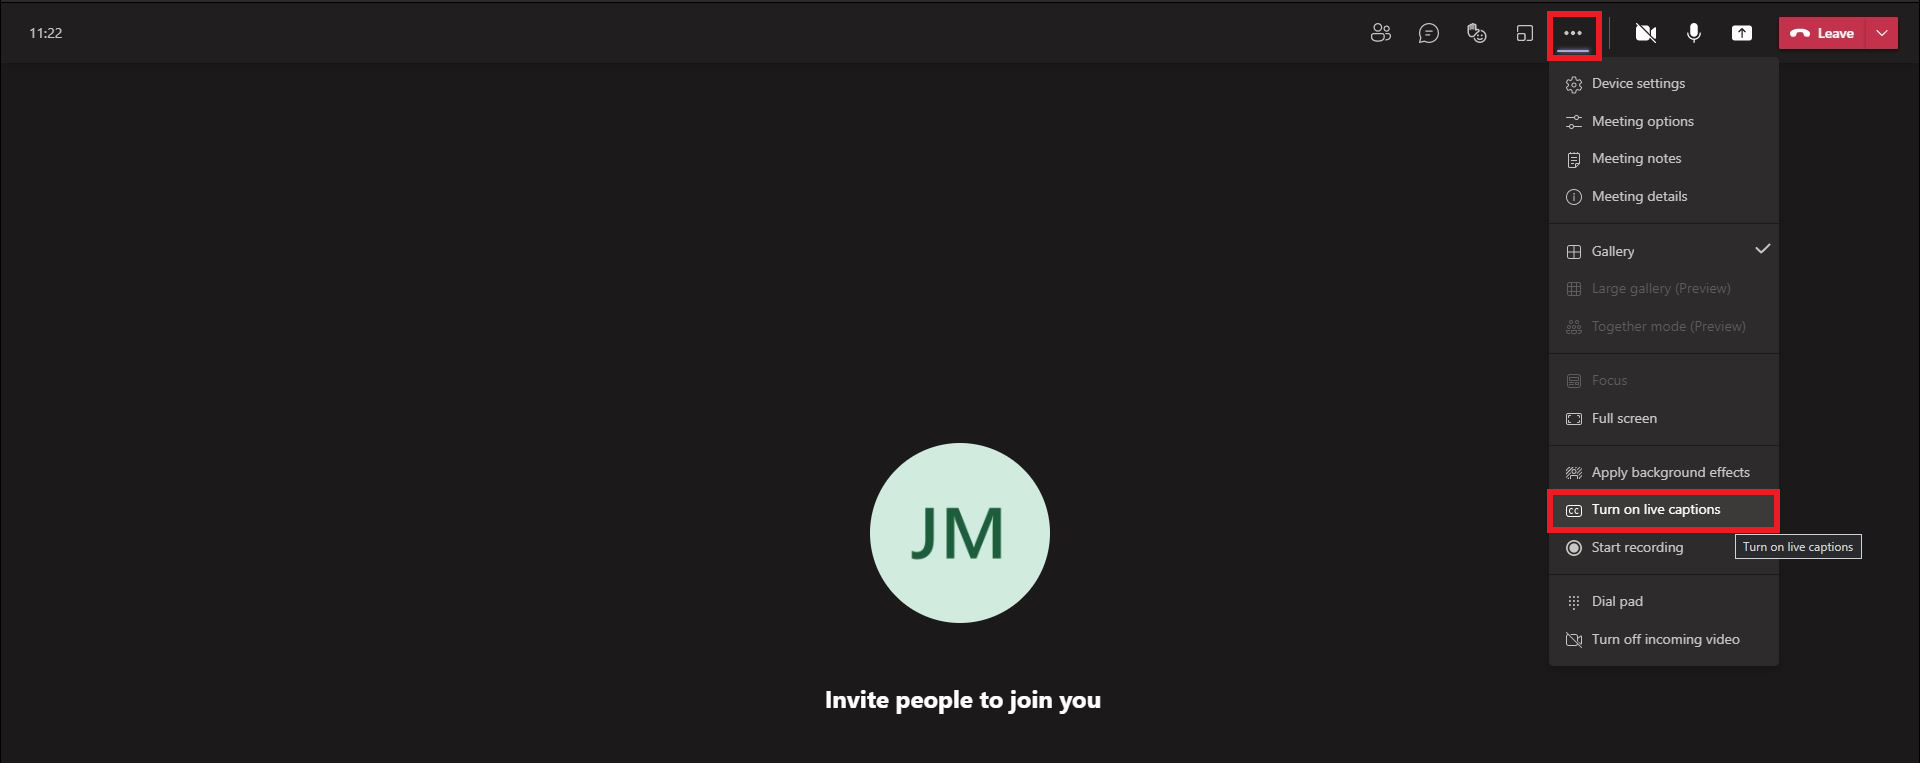 11:22
Leave
Device settings
Meeting options
Meeting notes
Meeting details
Gallery
Large gallery (Preview)
Together mode (Preview)
Focus
Full screen
Apply background effects
CC Turn on live captions
Start recording
Turn on live captions
Dial pad
Turn off incoming video
JM
Invite people to join you